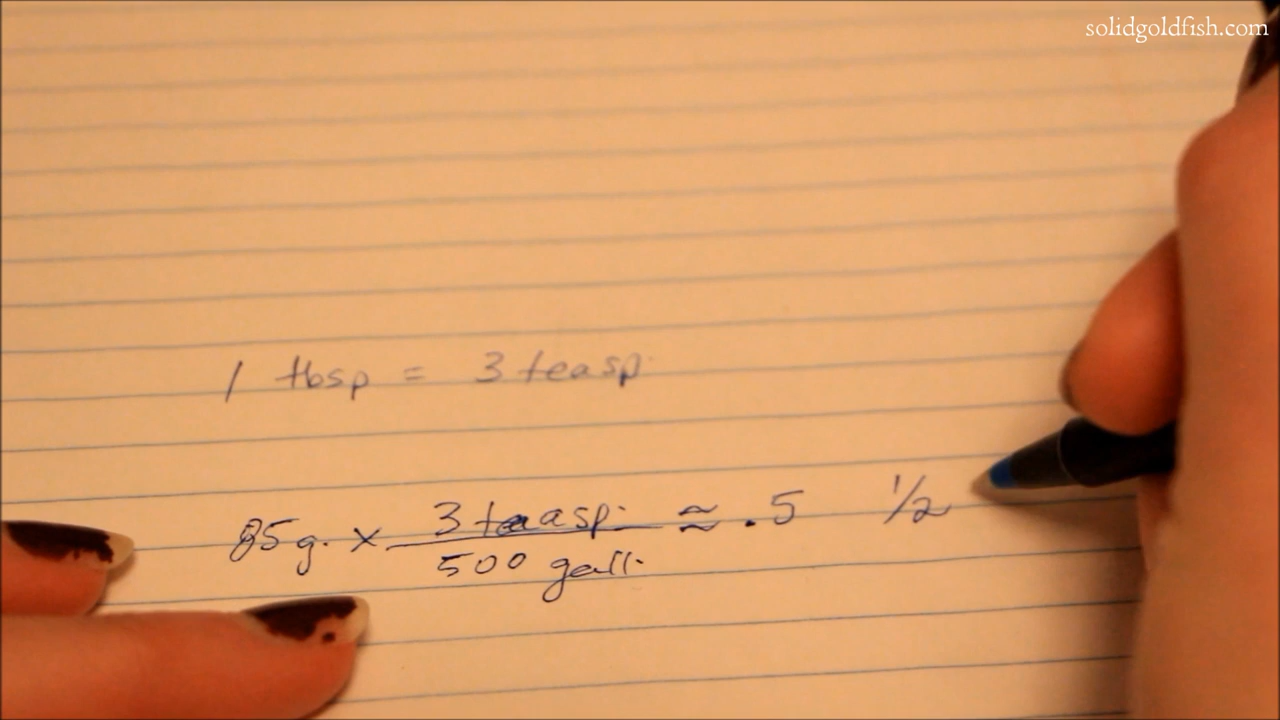 solidgoldfish.com
1 tbsp = 3 teasp.
85g. × 3 teasp. / 500 gall. ≈ .5 1/2